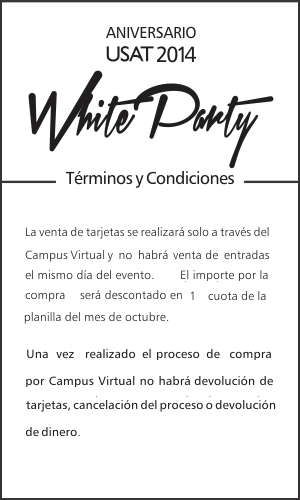 ANIVERSARIO
USAT 2014
White Party
Términos y Condiciones
La venta de tarjetas se realizará solo a través del
Campus Virtual y no habrá venta de entradas
el mismo día del evento. El importe por la
compra será descontado en 1 cuota de la
planilla del mes de octubre.
Una vez realizado el proceso de compra
por Campus Virtual no habrá devolución de
tarjetas, cancelación del proceso o devolución
de dinero.